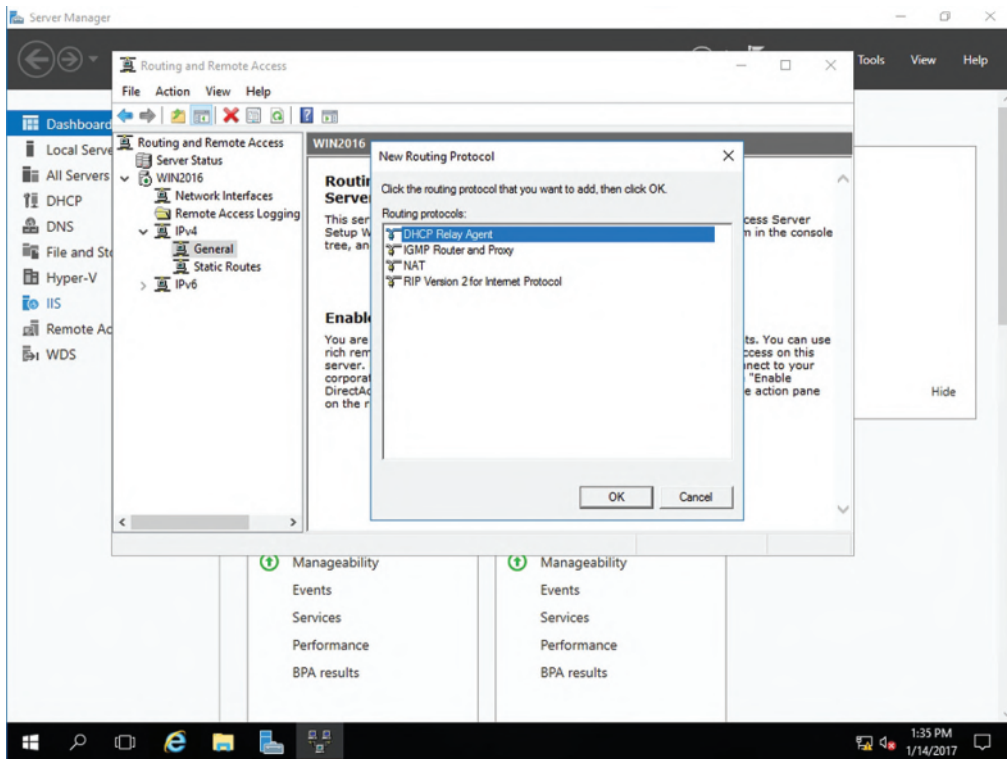 Server Manager
Tools View Help
Routing and Remote Access
File Action View Help
Dashboard
Local Serve
All Servers
DHCP
DNS
File and Sto
Hyper-V
IIS
Remote Ac
WDS
Routing and Remote Access
Server Status
WIN2016
Network Interfaces
Remote Access Logging
IPv4
General
Static Routes
IPv6
WIN2016
Routin
Server
This ser
Setup W
tree, an
cess Server
m in the console
Enable
You are
rich rem
server.
corporat
DirectAc
on the r
ts. You can use
ccess on this
nnect to your
"Enable
e action pane
New Routing Protocol
Click the routing protocol that you want to add, then click OK.
Routing protocols:
DHCP Relay Agent
IGMP Router and Proxy
NAT
RIP Version 2 for Internet Protocol
OK Cancel
Hide
Manageability
Events
Services
Performance
BPA results
Manageability
Events
Services
Performance
BPA results
1:35 PM
1/14/2017